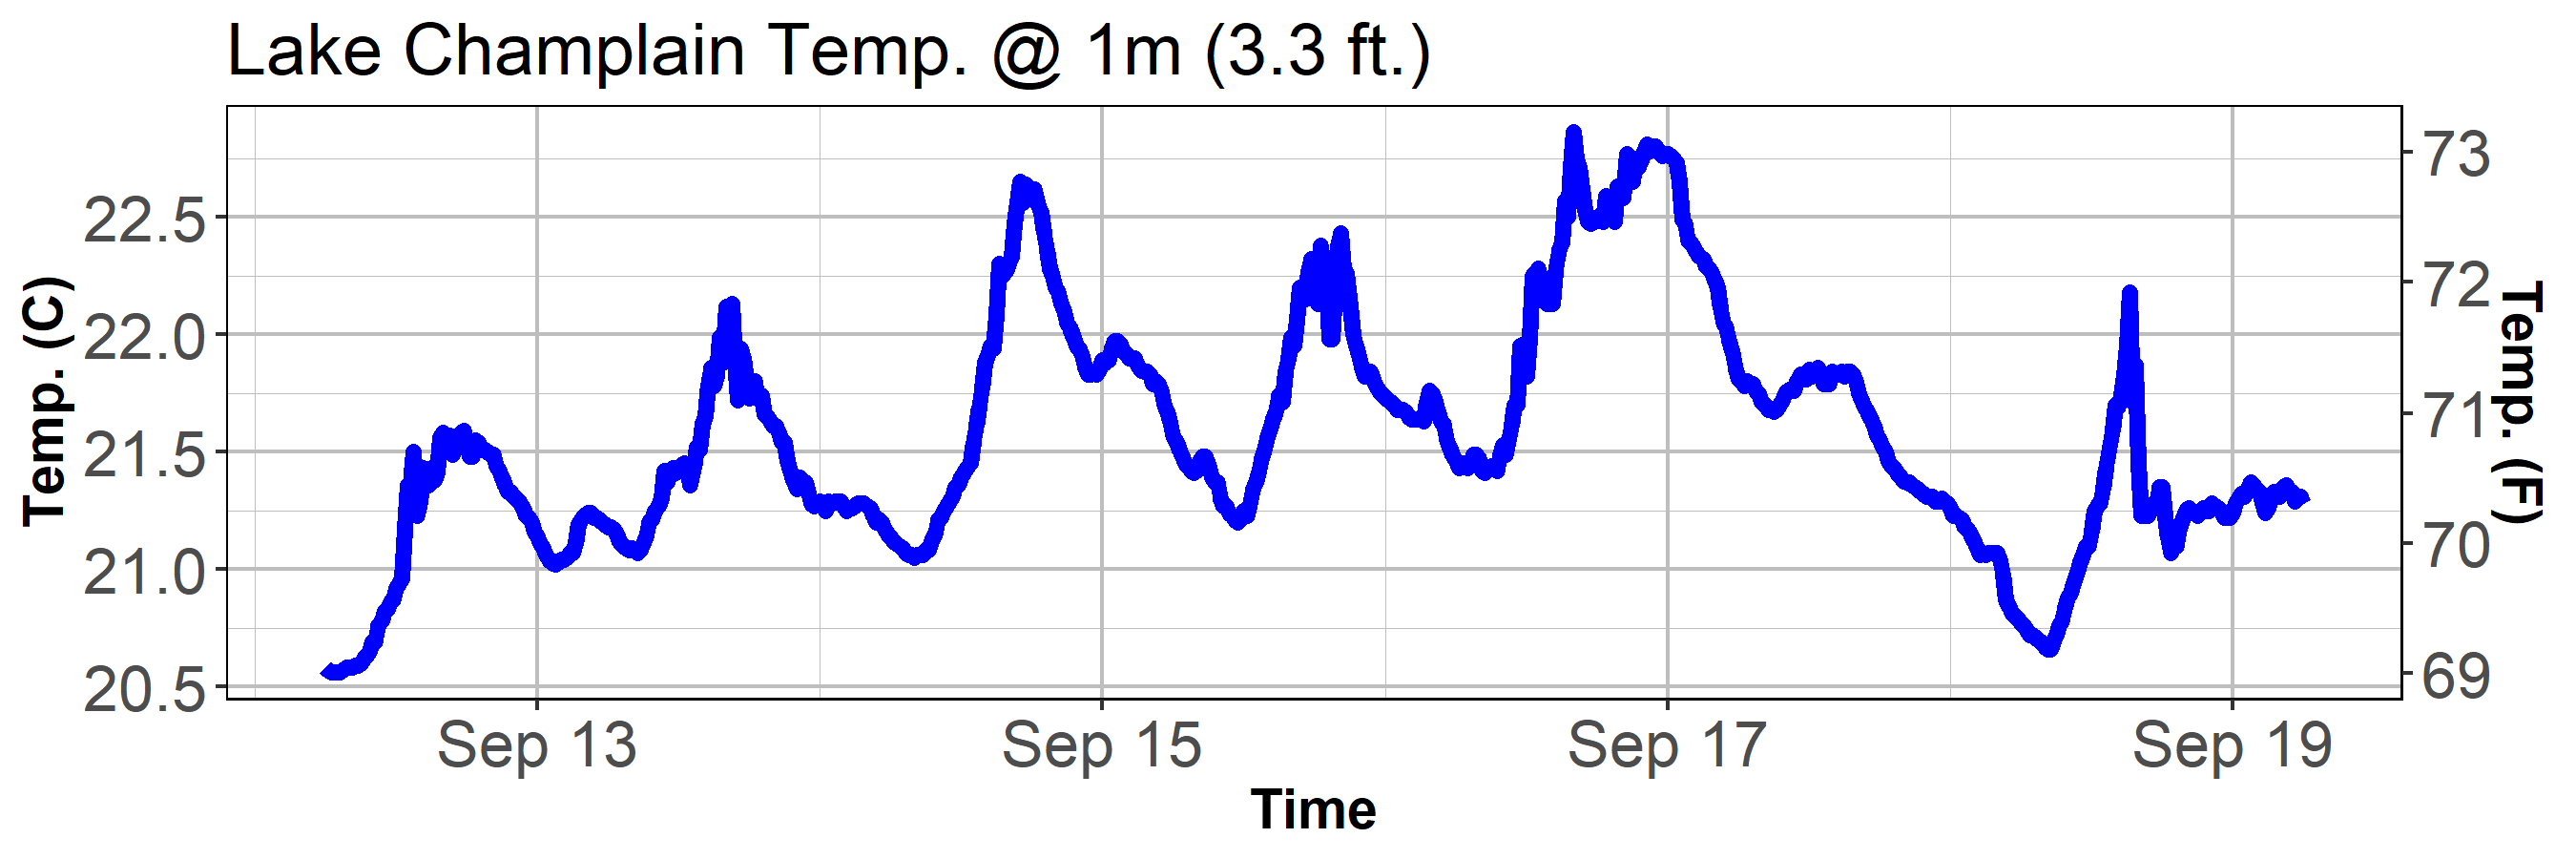 Lake Champlain Temp. @ 1m (3.3 ft.)
Temp. (C)
22.5
22.0
21.5
21.0
20.5
73
72
71
70
69
Temp. (F)
Sep 13
Sep 15
Sep 17
Sep 19
Time